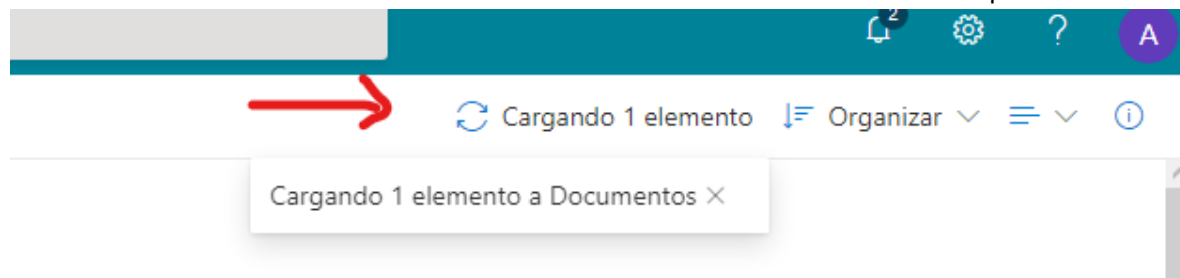 2
? A
Cargando 1 elemento Organizar
Cargando 1 elemento a Documentos